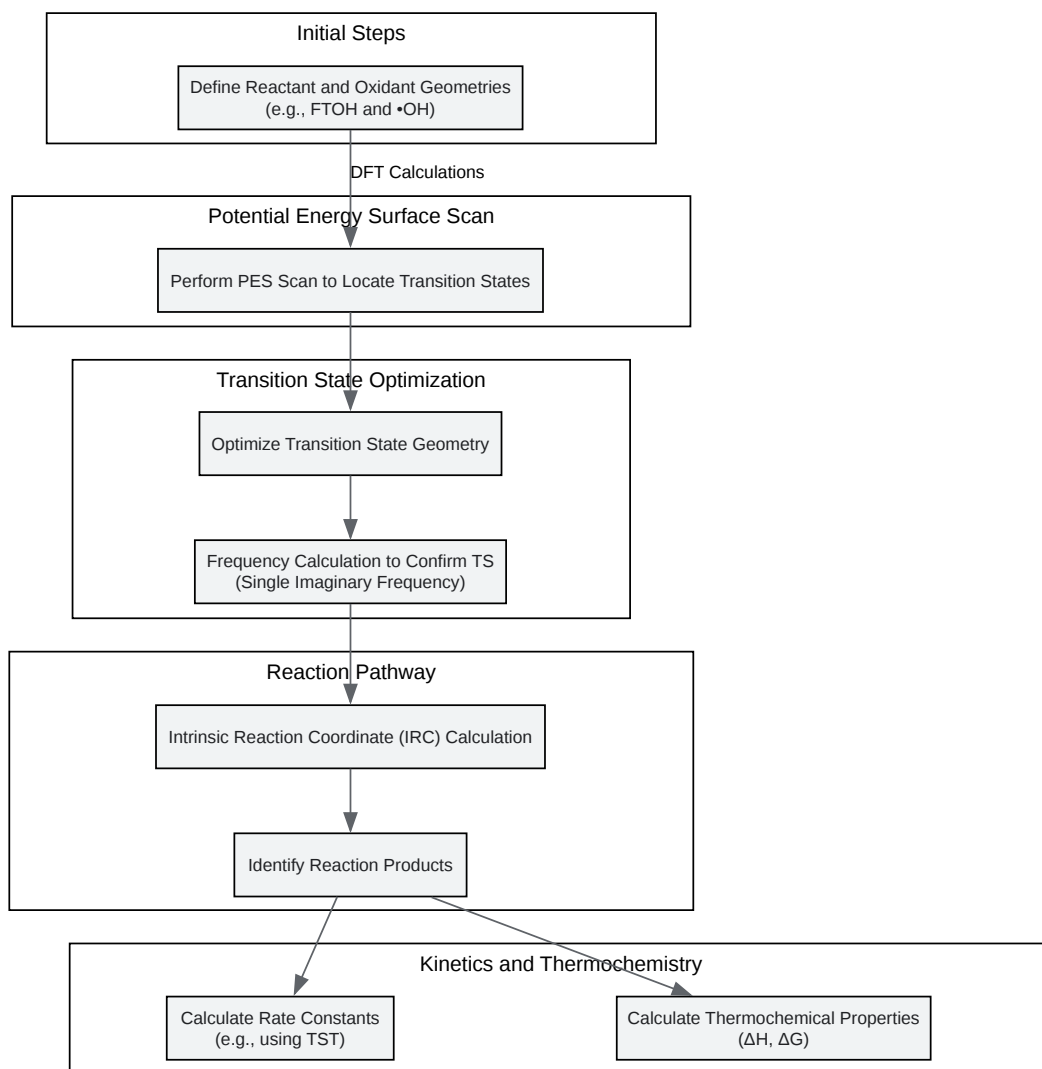 Initial Steps
Define Reactant and Oxidant Geometries
(e.g., FTOH and •OH)
DFT Calculations
Potential Energy Surface Scan
Perform PES Scan to Locate Transition States
Transition State Optimization
Optimize Transition State Geometry
Frequency Calculation to Confirm TS
(Single Imaginary Frequency)
Reaction Pathway
Intrinsic Reaction Coordinate (IRC) Calculation
Identify Reaction Products
Kinetics and Thermochemistry
Calculate Rate Constants
(e.g., using TST)
Calculate Thermochemical Properties
(ΔH, ΔG)